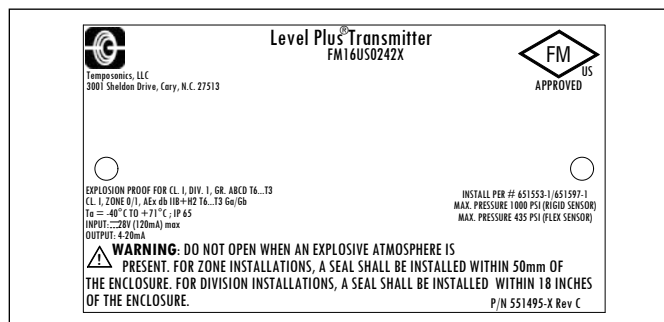 Level Plus® Transmitter
FM16US0242X
FM
US
APPROVED
Temposonics, LLC
3001 Sheldon Drive, Cary, N.C. 27513
EXPLOSION PROOF FOR CL. I, DIV. 1, GR. ABCD T6...T3
CL. I, ZONE 0/1, AEx db IIB+H2 T6...T3 Ga/Gb
Ta = -40°C TO +71°C ; IP 65
INPUT: ⎓28V (120mA) max
OUTPUT: 4-20mA
INSTALL PER # 651553-1/651597-1
MAX. PRESSURE 1000 PSI (RIGID SENSOR)
MAX. PRESSURE 435 PSI (FLEX SENSOR)
WARNING: DO NOT OPEN WHEN AN EXPLOSIVE ATMOSPHERE IS
PRESENT. FOR ZONE INSTALLATIONS, A SEAL SHALL BE INSTALLED WITHIN 50mm OF
THE ENCLOSURE. FOR DIVISION INSTALLATIONS, A SEAL SHALL BE INSTALLED WITHIN 18 INCHES
OF THE ENCLOSURE.
P/N 551495-X Rev C